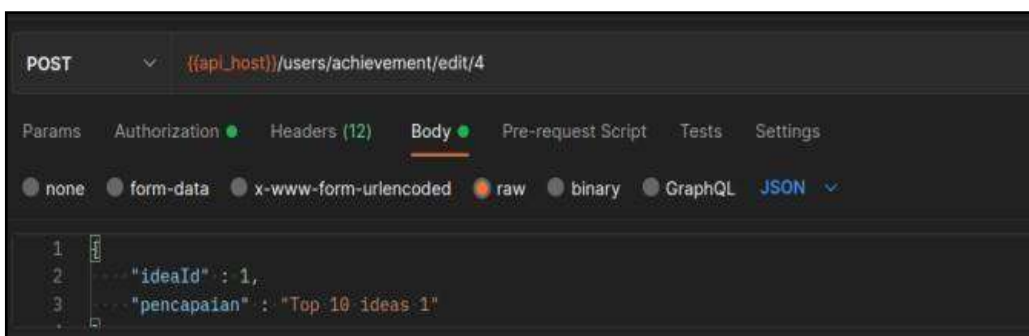 POST {{api_host}}/users/achievement/edit/4
Params Authorization Headers (12) Body Pre-request Script Tests Settings
none form-data x-www-form-urlencoded raw binary GraphQL JSON
1 {
2 "ideaId" : 1,
3 "pencapaian" : "Top 10 ideas 1"
}